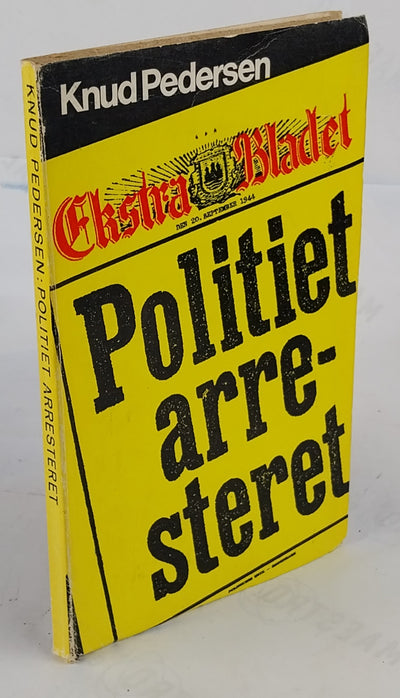 Knud Pedersen
Ekstra Bladet
DEN 20. SEPTEMBER 1944
Politiet
arre-
steret
KNUD PEDERSEN: POLITIET ARRESTERET